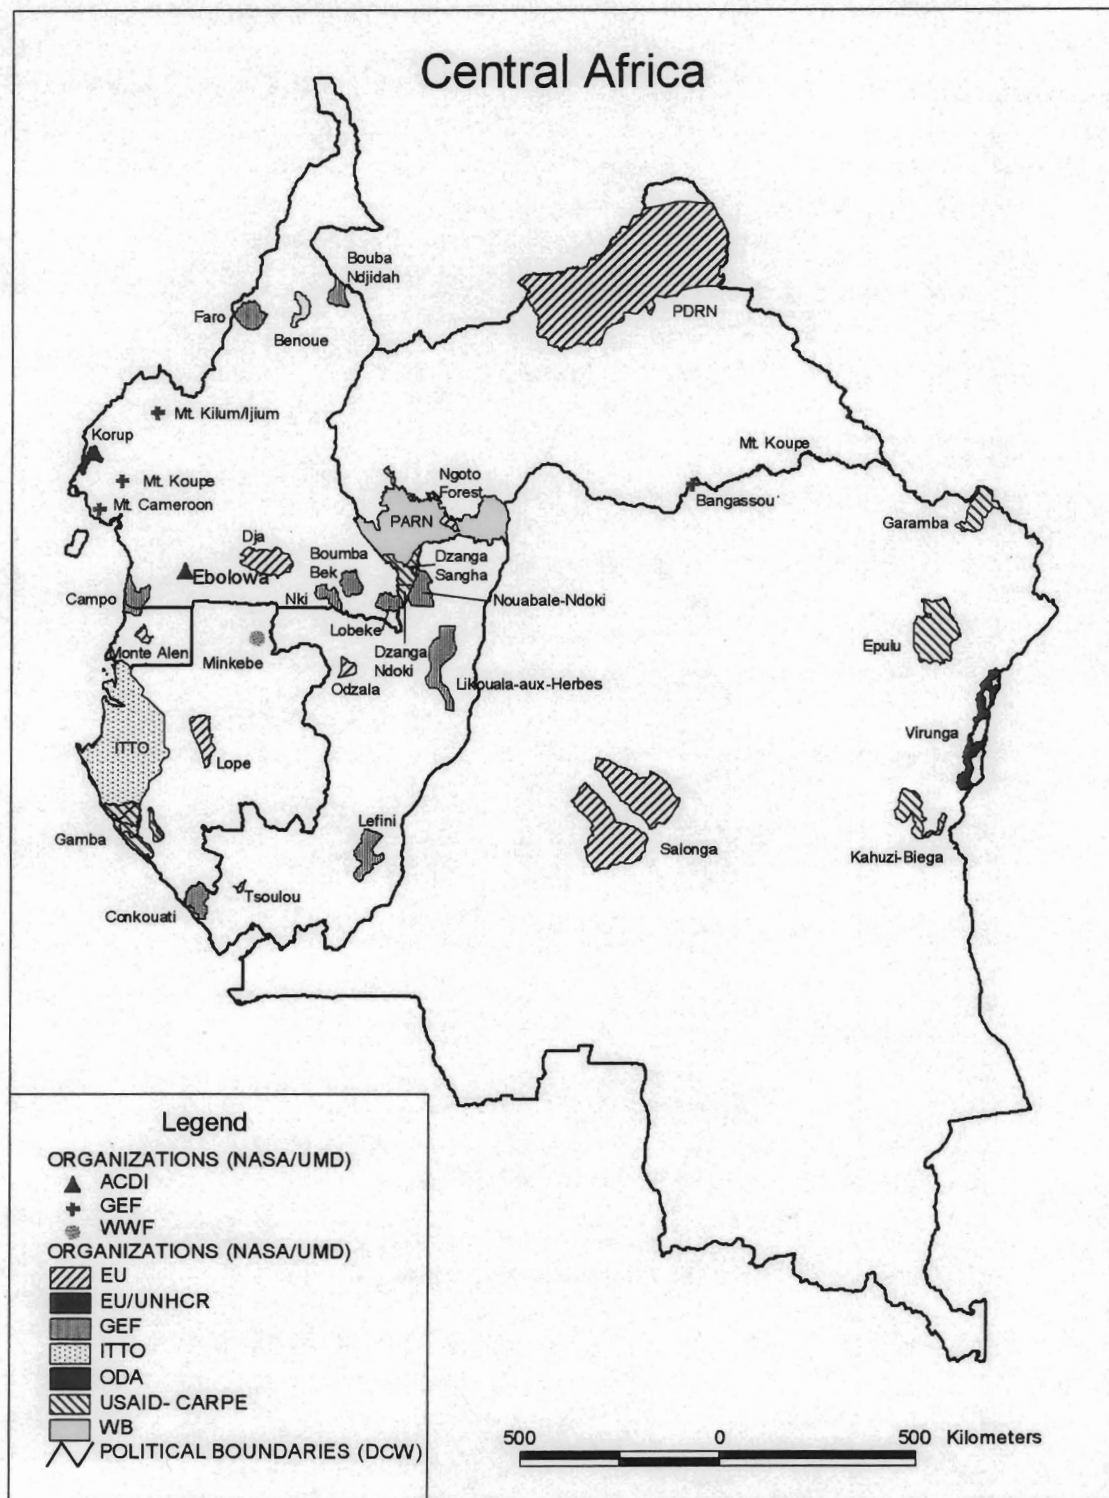 Central Africa
Bouba
Ndjidah
Faro
Benoue
PDRN
Mt. Kilum/Ijium
Korup
Mt. Koupe
Mt. Koupe
Mt. Cameroon
Ngoto
Forest
Bangassou
Garamba
PARN
Dja
Boumba
Bek
Dzanga
Sangha
Ebolowa
Campo
Nki
Nouabale-Ndoki
Lobeke
Epulu
Monte Alen
Minkebe
Dzanga
Ndoki
Odzala
Likouala-aux-Herbes
ITTO
Lope
Virunga
Gamba
Lefini
Salonga
Kahuzi-Biega
Conkouati
Tsoulou
Legend
ORGANIZATIONS (NASA/UMD)
ACDI
GEF
WWF
ORGANIZATIONS (NASA/UMD)
EU
EU/UNHCR
GEF
ITTO
ODA
USAID- CARPE
WB
POLITICAL BOUNDARIES (DCW)
500 0 500 Kilometers